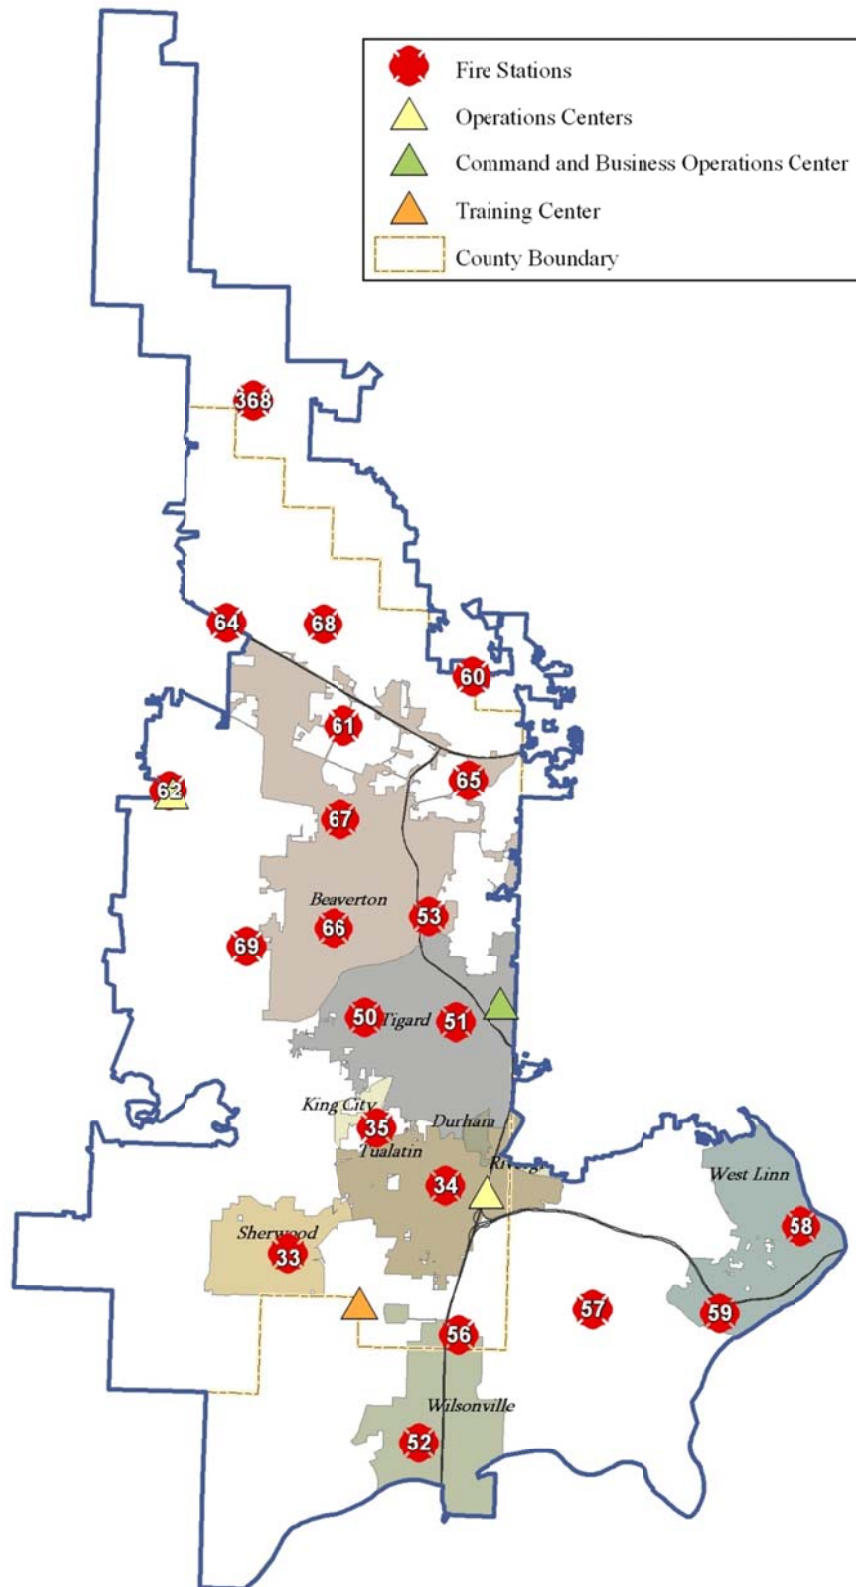 Fire Stations
Operations Centers
Command and Business Operations Center
Training Center
County Boundary
368
64
68
60
61
65
62
67
Beaverton
53
66
69
50
Tigard
51
King City
35
Durham
Tualatin
34
West Linn
58
Sherwood
33
57
59
56
Wilsonville
52